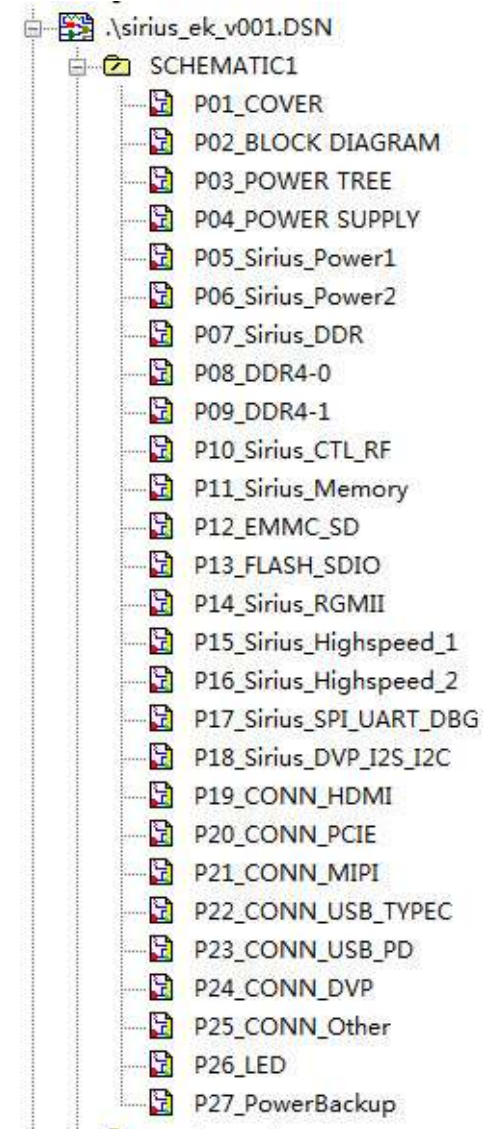 .\sirius_ek_v001.DSN
SCHEMATIC1
P01_COVER
P02_BLOCK DIAGRAM
P03_POWER TREE
P04_POWER SUPPLY
P05_Sirius_Power1
P06_Sirius_Power2
P07_Sirius_DDR
P08_DDR4-0
P09_DDR4-1
P10_Sirius_CTL_RF
P11_Sirius_Memory
P12_EMMC_SD
P13_FLASH_SDIO
P14_Sirius_RGMII
P15_Sirius_Highspeed_1
P16_Sirius_Highspeed_2
P17_Sirius_SPI_UART_DBG
P18_Sirius_DVP_I2S_I2C
P19_CONN_HDMI
P20_CONN_PCIE
P21_CONN_MIPI
P22_CONN_USB_TYPEC
P23_CONN_USB_PD
P24_CONN_DVP
P25_CONN_Other
P26_LED
P27_PowerBackup